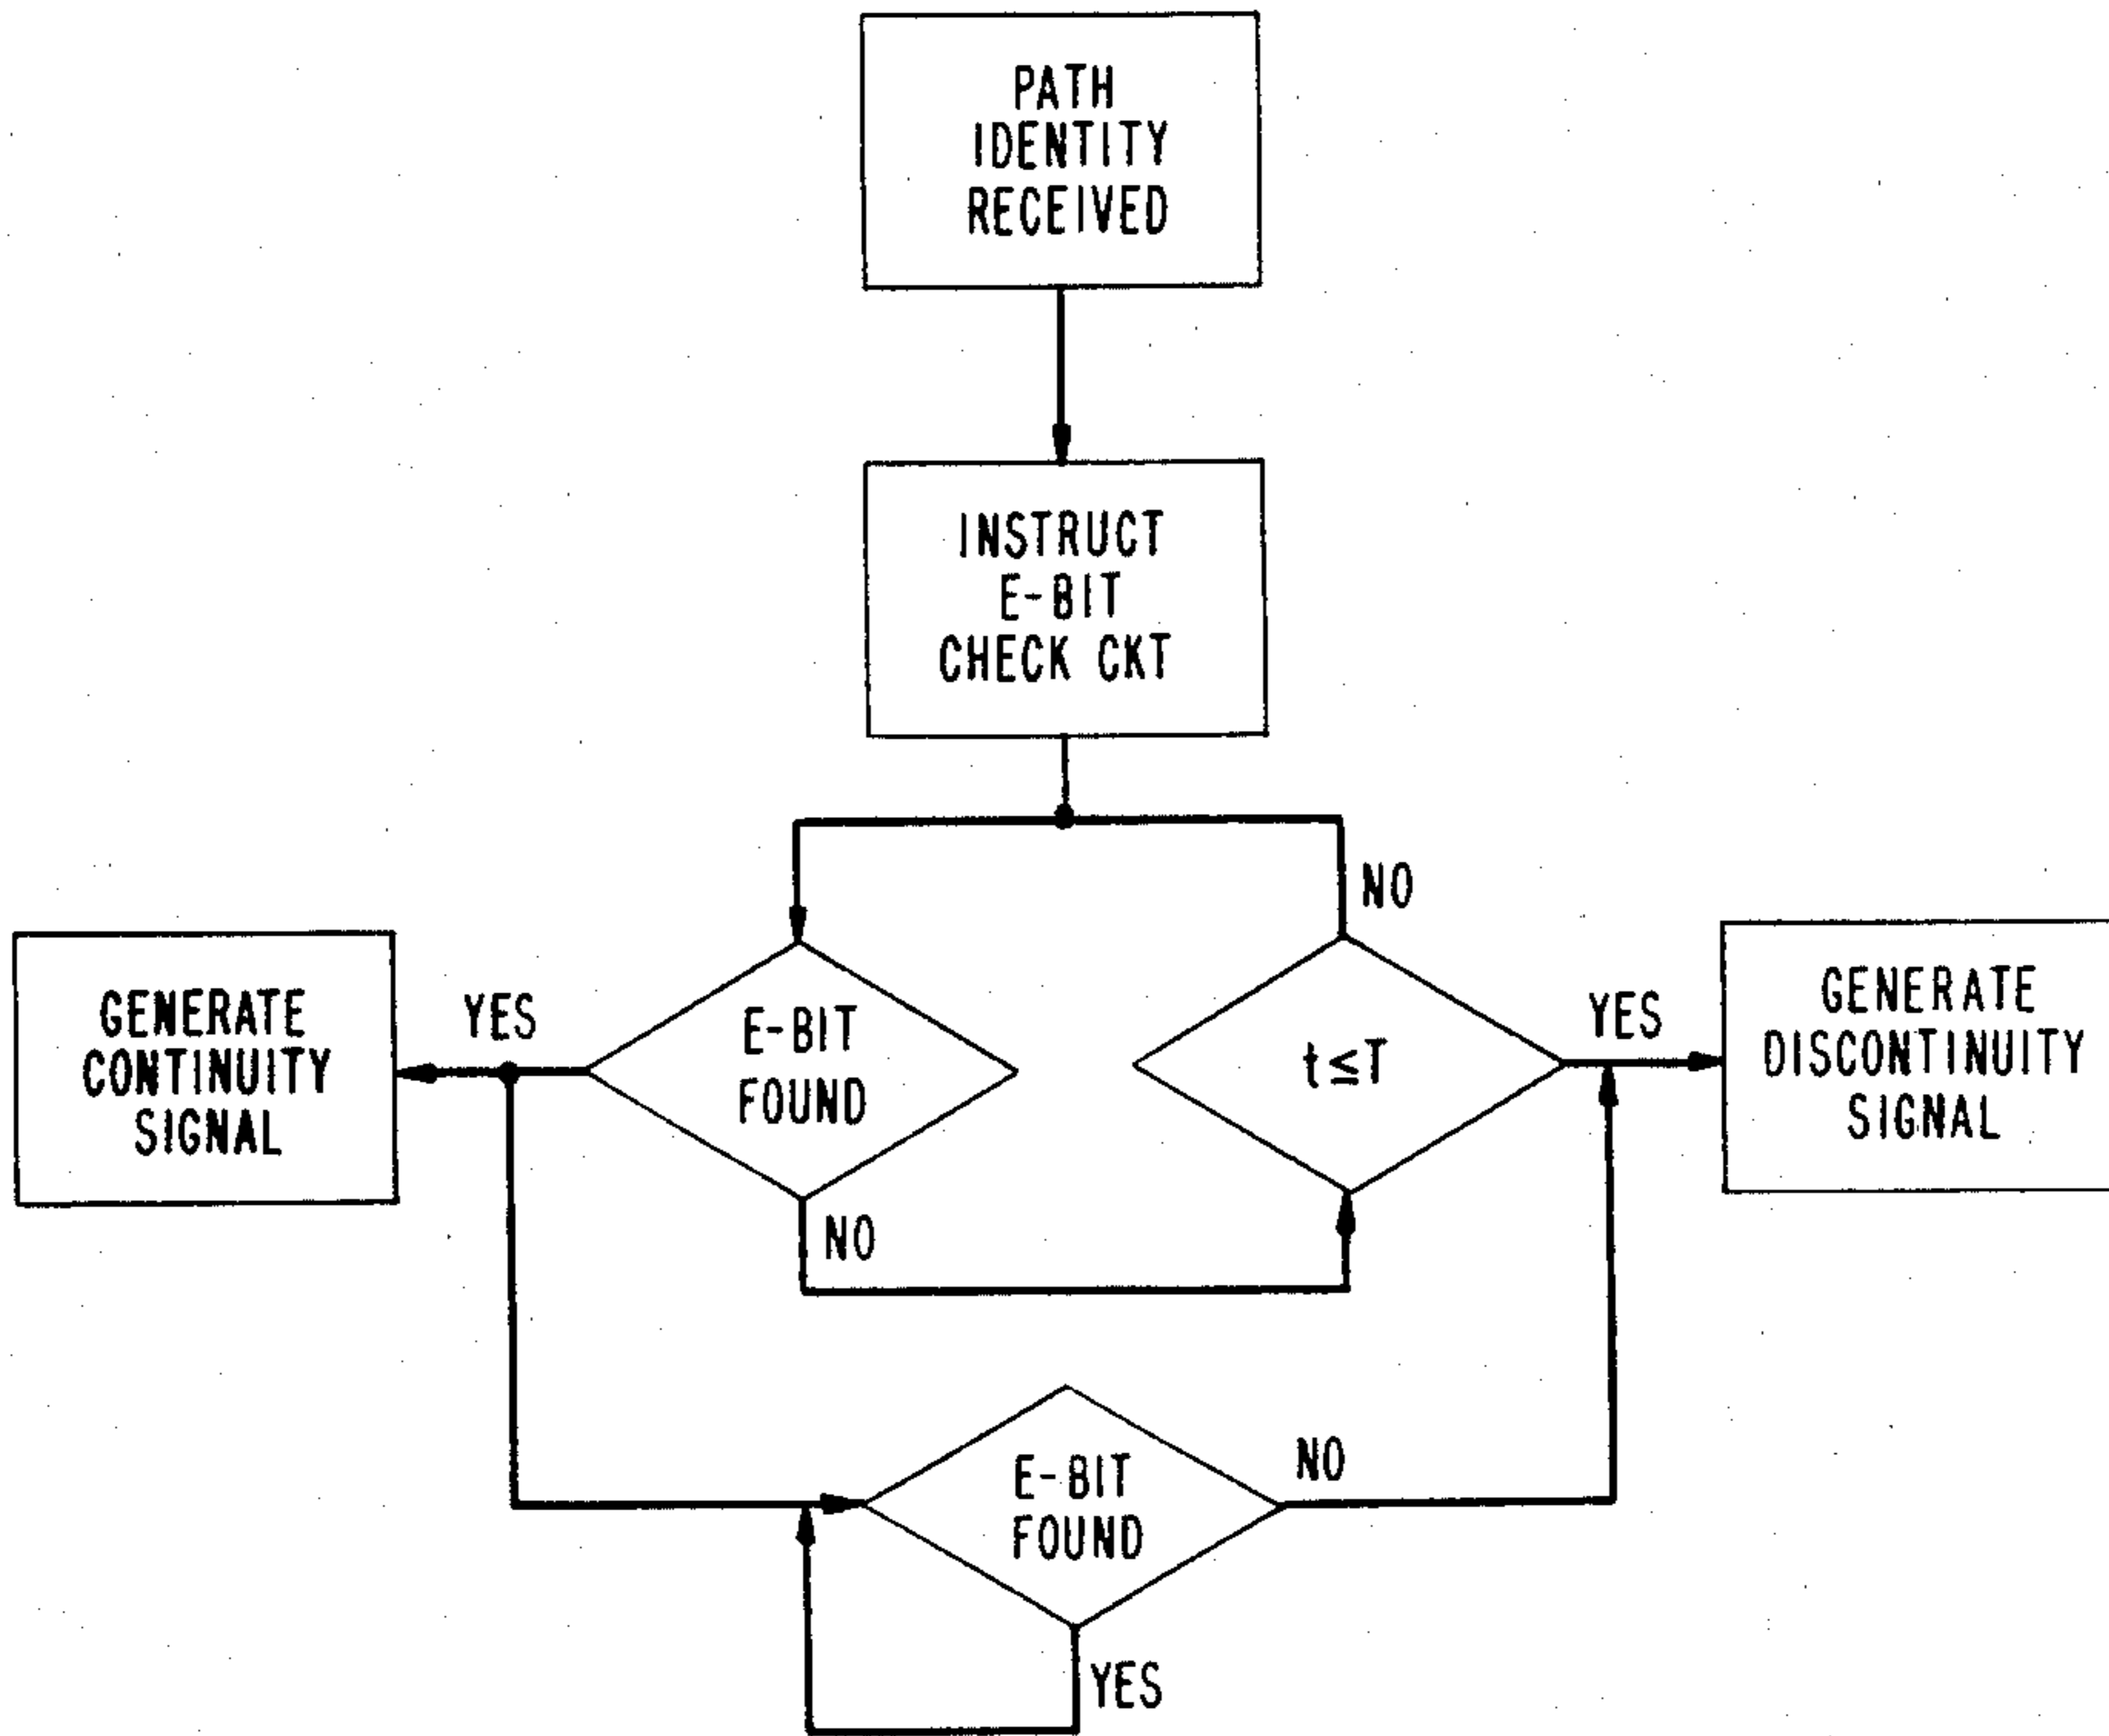 PATH
IDENTITY
RECEIVED
INSTRUCT
E-BIT
CHECK CKT
NO
GENERATE
CONTINUITY
SIGNAL
YES
E-BIT
FOUND
t≤T
YES
GENERATE
DISCONTINUITY
SIGNAL
NO
E-BIT
FOUND
NO
YES